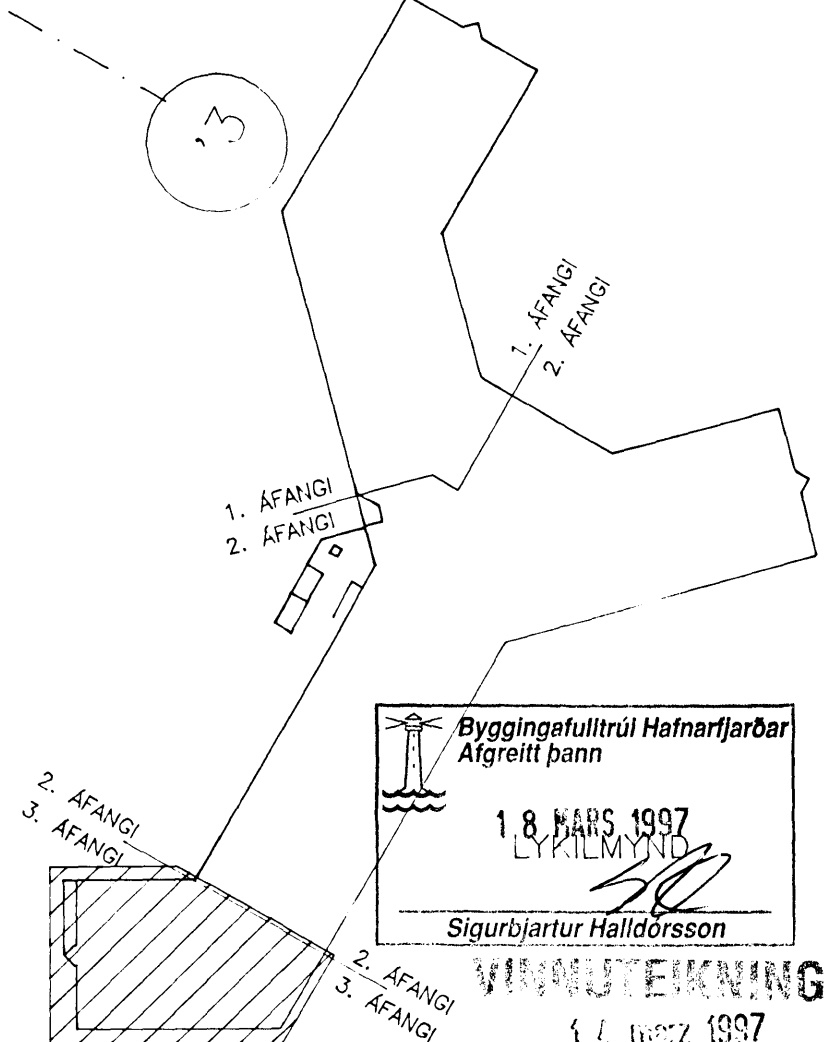 '3
1. ÁFANGI
2. ÁFANGI
1. ÁFANGI
2. ÁFANGI
2. ÁFANGI
3. ÁFANGI
Byggingafulltrúi Hafnarfjarðar
Afgreitt þann
18 MARS 1997
LYKILMYND
Sigurbjartur Halldórsson
2. ÁFANGI
3. ÁFANGI
VINNUTEIKNING
1997